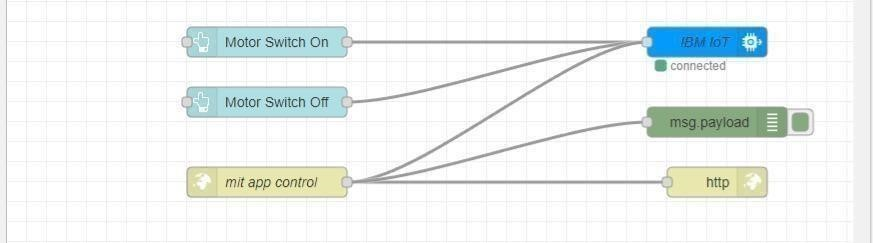 Motor Switch On
IBM IoT
connected
Motor Switch Off
msg.payload
mit app control
http